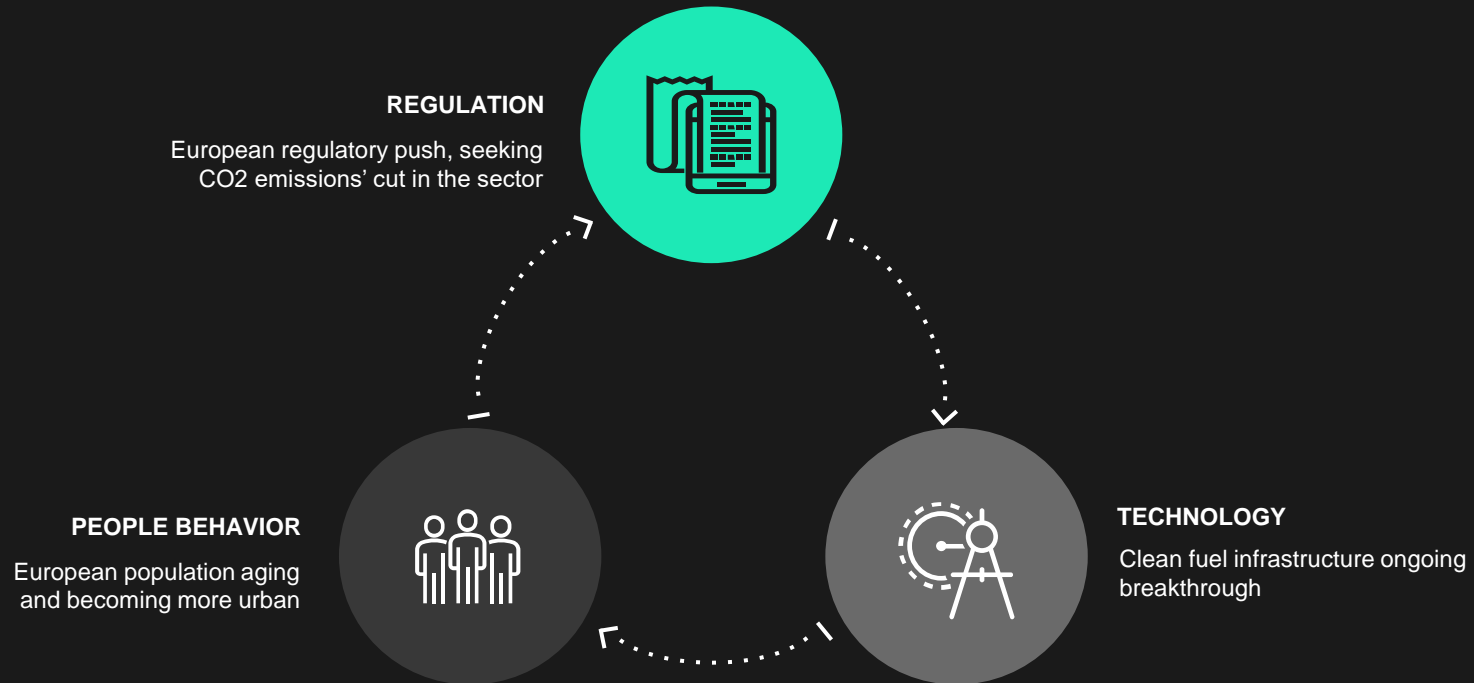 REGULATION
European regulatory push, seeking
CO2 emissions’ cut in the sector
PEOPLE BEHAVIOR
European population aging
and becoming more urban
TECHNOLOGY
Clean fuel infrastructure ongoing
breakthrough